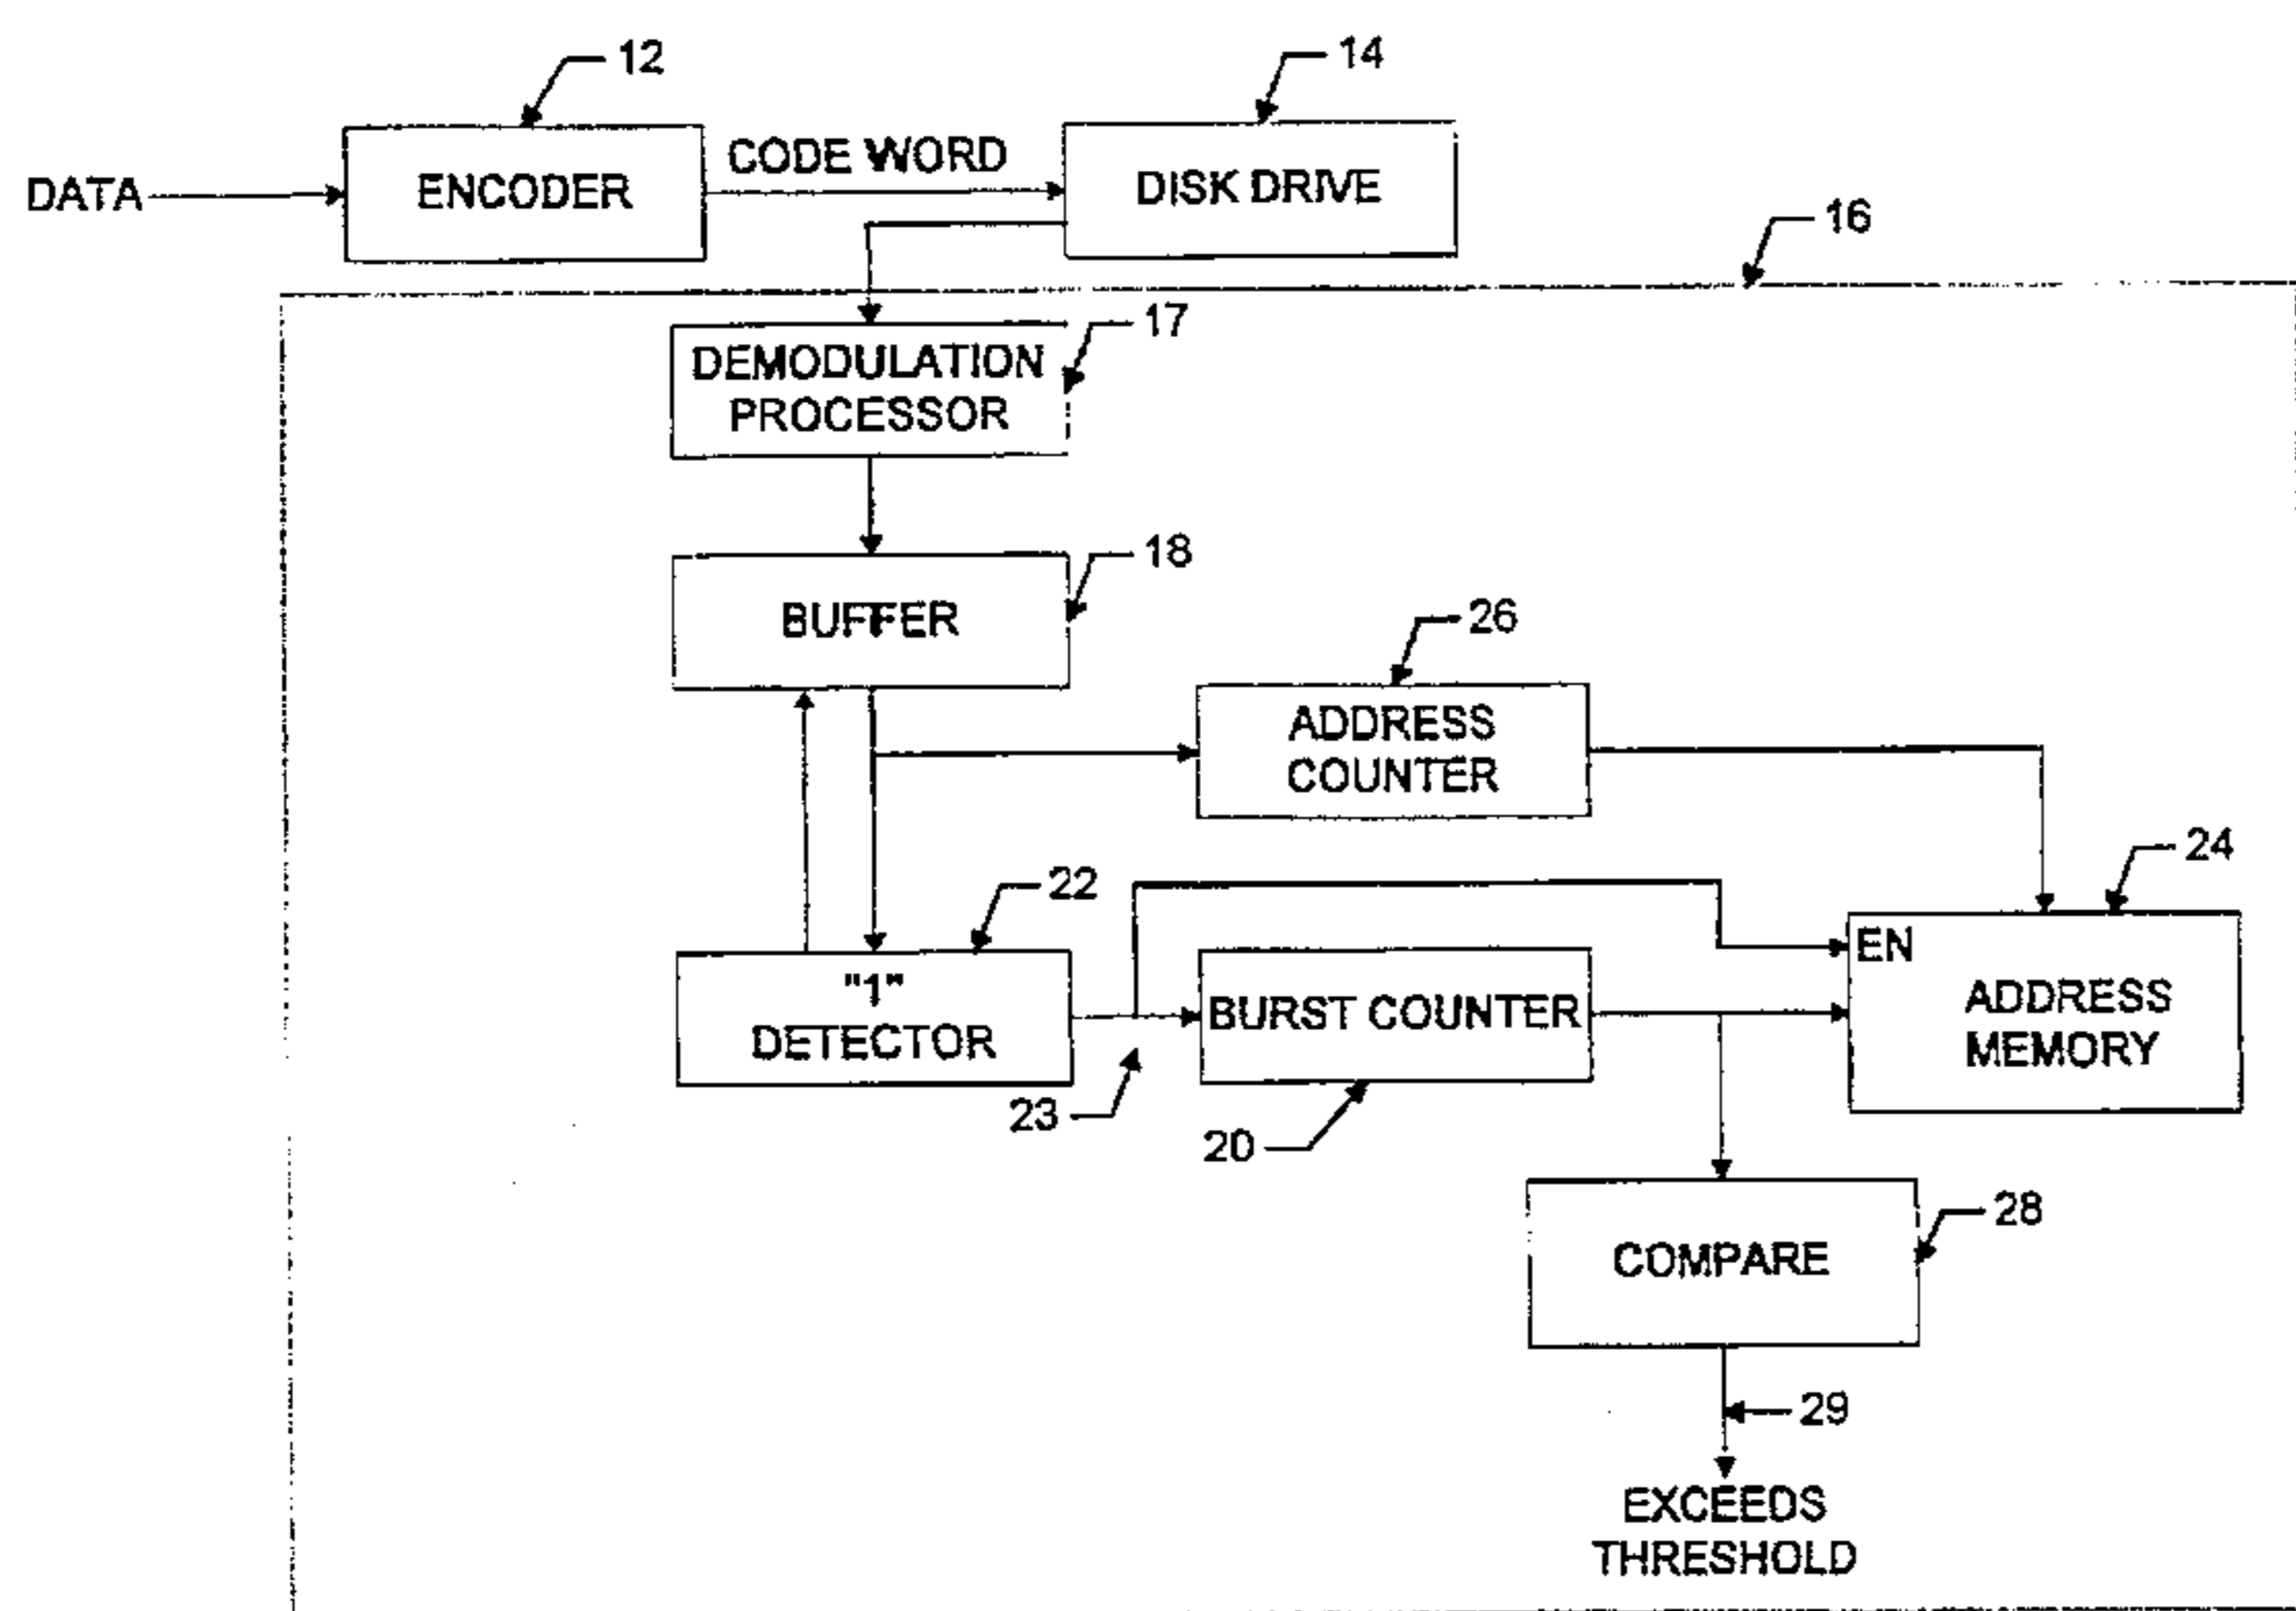 12
14
DATA
ENCODER
CODE WORD
DISK DRIVE
16
17
DEMODULATION
PROCESSOR
18
BUFFER
26
ADDRESS
COUNTER
24
22
EN
"1"
DETECTOR
BURST COUNTER
ADDRESS
MEMORY
23
20
28
COMPARE
29
EXCEEDS
THRESHOLD